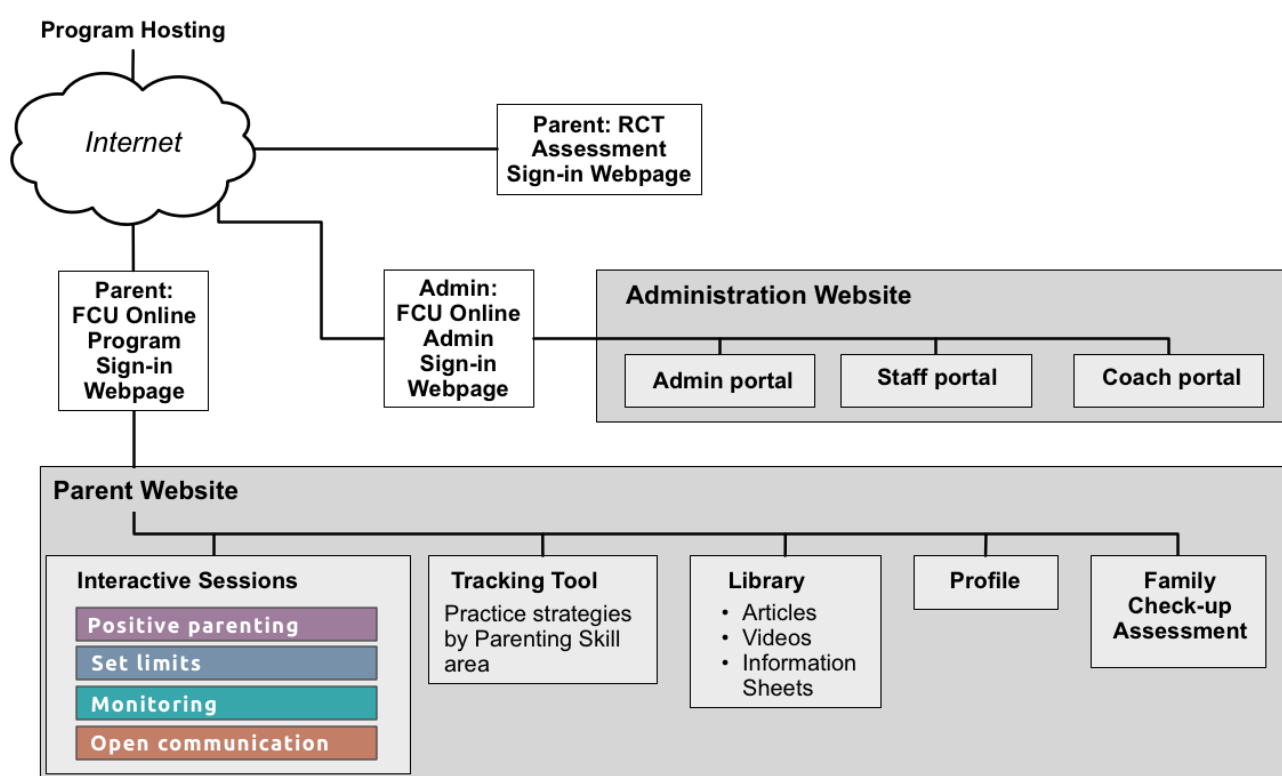 Program Hosting
Internet
Parent: RCT
Assessment
Sign-in Webpage
Parent:
FCU Online
Program
Sign-in
Webpage
Admin:
FCU Online
Admin
Sign-in
Webpage
Administration Website
Admin portal
Staff portal
Coach portal
Parent Website
Interactive Sessions
Positive parenting
Set limits
Monitoring
Open communication
Tracking Tool
Practice strategies
by Parenting Skill
area
Library
• Articles
• Videos
• Information
Sheets
Profile
Family
Check-up
Assessment